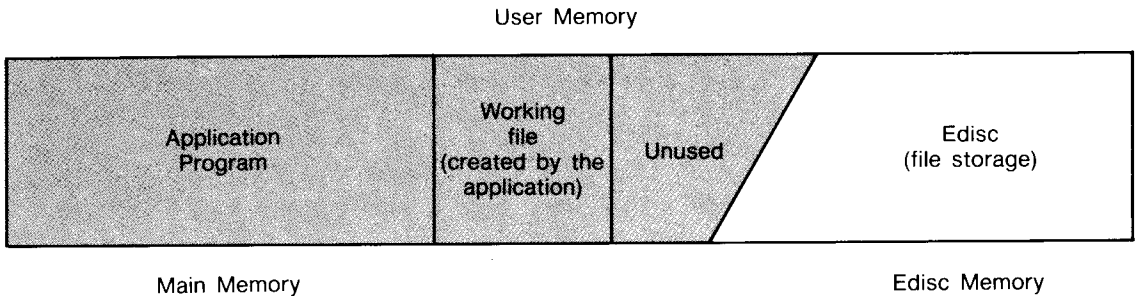 User Memory
Application
Program
Working
file
(created by the
application)
Unused
Edisc
(file storage)
Main Memory
Edisc Memory